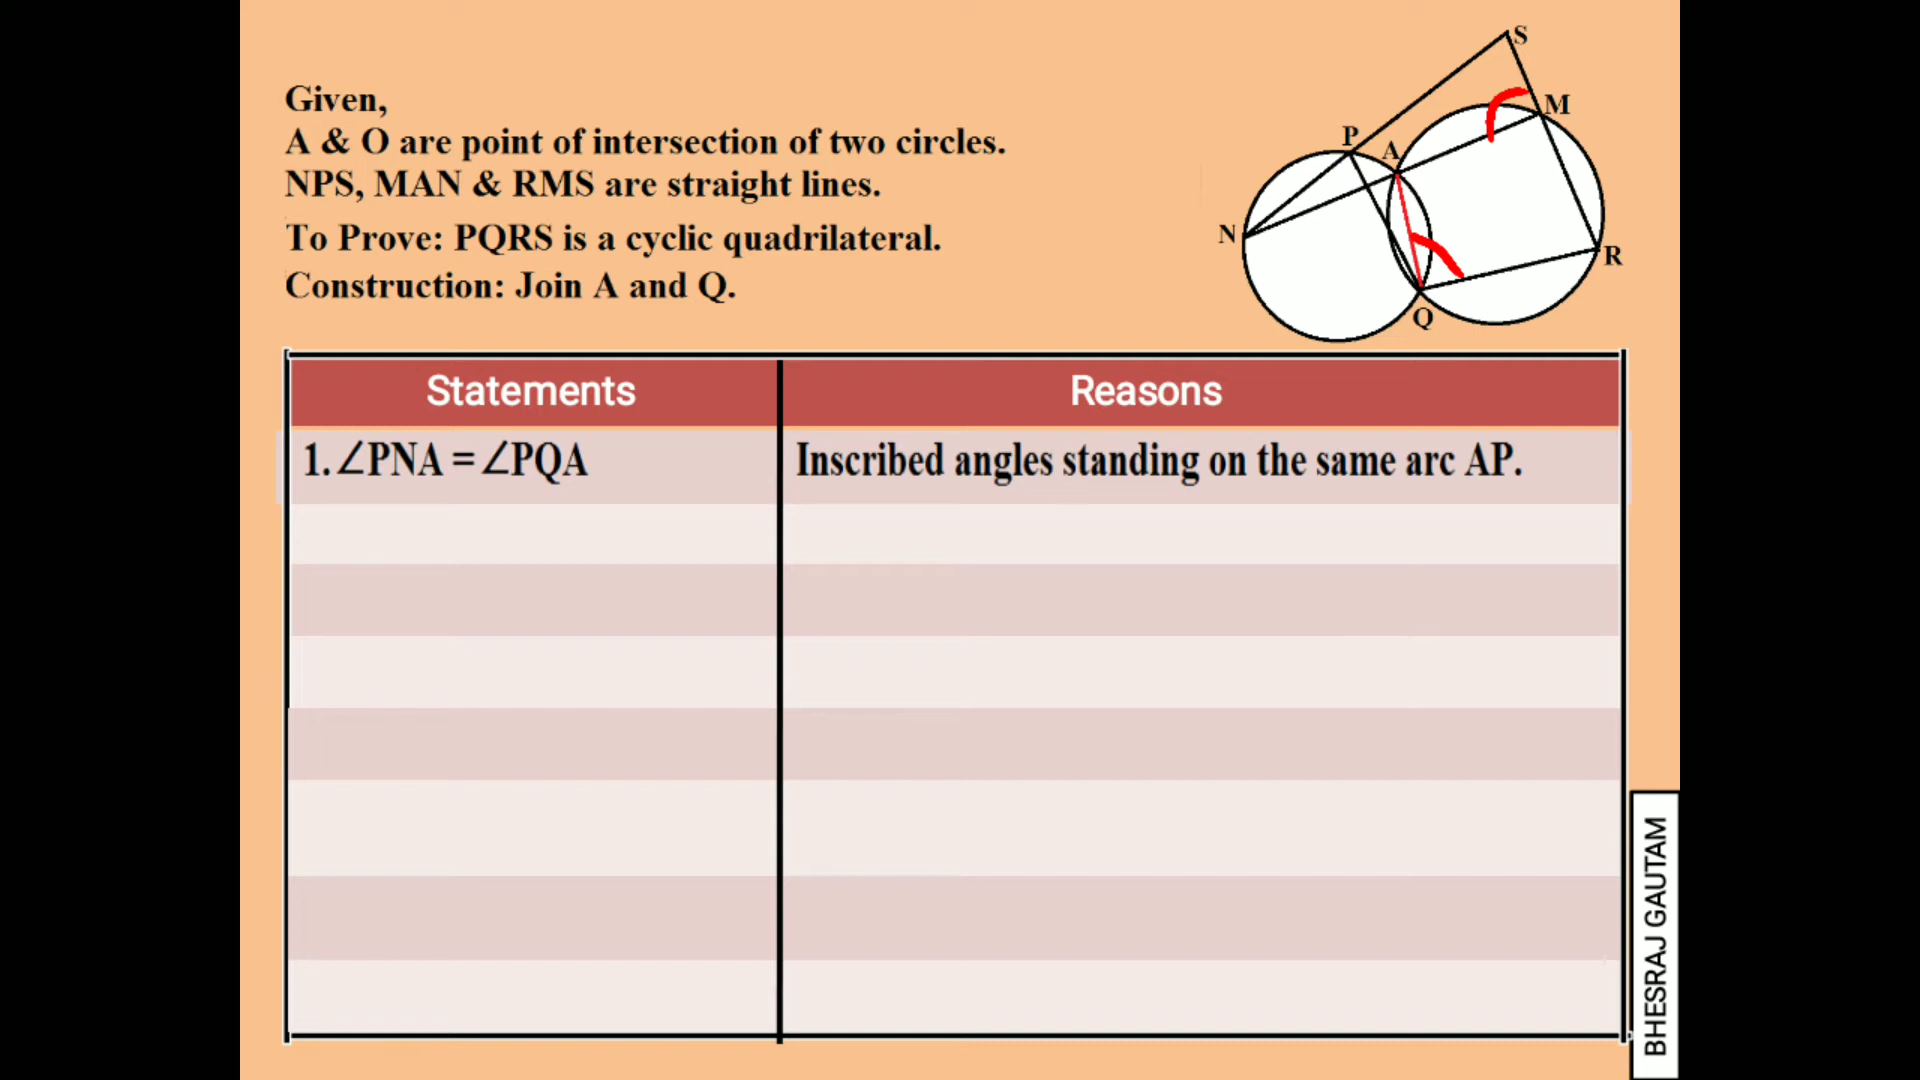 Given,
A & O are point of intersection of two circles.
NPS, MAN & RMS are straight lines.
To Prove: PQRS is a cyclic quadrilateral.
Construction: Join A and Q.
S
M
P
A
N
R
Q
Statements
Reasons
1. ∠PNA = ∠PQA
Inscribed angles standing on the same arc AP.
BHESRAJ GAUTAM